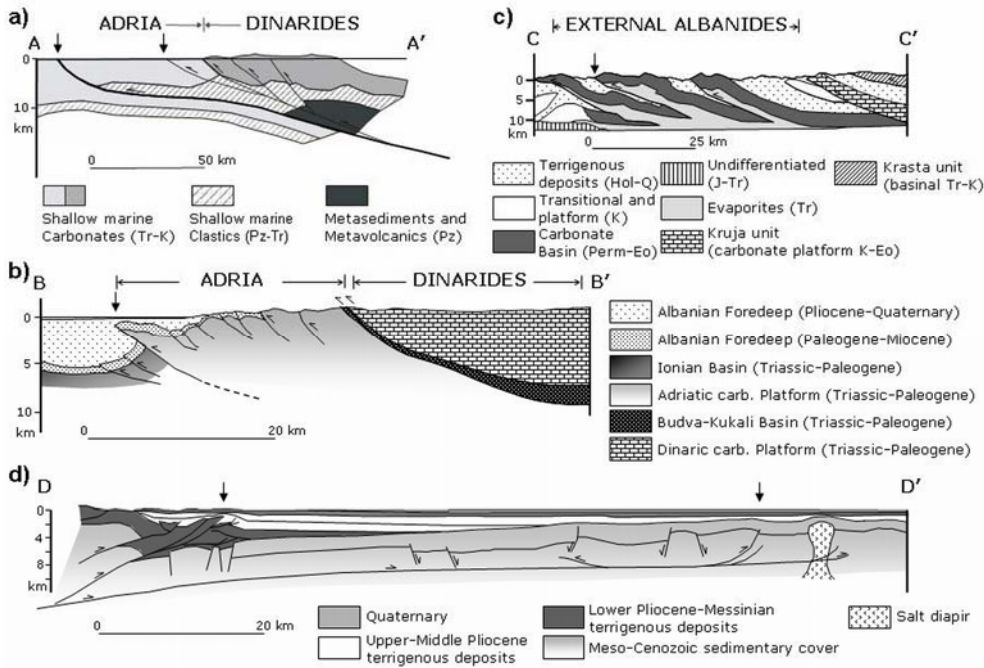 a)
ADRIA DINARIDES
A A′
0
10
km
0 50 km
Shallow marine
Carbonates (Tr-K)
Shallow marine
Clastics (Pz-Tr)
Metasediments and
Metavolcanics (Pz)
c)
EXTERNAL ALBANIDES
C C′
0
5
10
km
0 25 km
Terrigenous
deposits (Hol-Q)
Transitional and
platform (K)
Carbonate
Basin (Perm-Eo)
Undifferentiated
(J-Tr)
Evaporites (Tr)
Kruja unit
(carbonate platform K-Eo)
Krasta unit
(basinal Tr-K)
b)
ADRIA DINARIDES
B B′
0
5
10
km
0 20 km
Albanian Foredeep (Pliocene-Quaternary)
Albanian Foredeep (Paleogene-Miocene)
Ionian Basin (Triassic-Paleogene)
Adriatic carb. Platform (Triassic-Paleogene)
Budva-Kukali Basin (Triassic-Paleogene)
Dinaric carb. Platform (Triassic-Paleogene)
d)
D D′
0
4
8
km
0 20 km
Quaternary
Upper-Middle Pliocene
terrigenous deposits
Lower Pliocene-Messinian
terrigenous deposits
Meso-Cenozoic sedimentary cover
Salt diapir